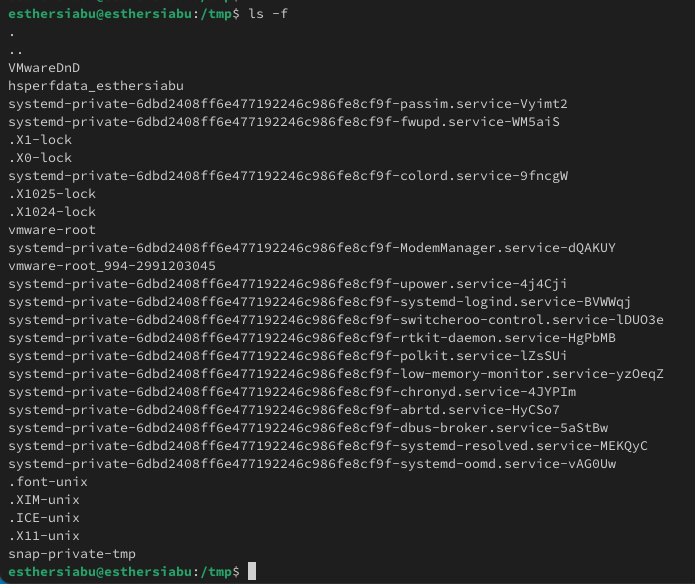 esthersiabu@esthersiabu:/tmp$ ls -f
.
..
VMwareDnD
hsperfdata_esthersiabu
systemd-private-6dbd2408ff6e477192246c986fe8cf9f-passim.service-Vyimt2
systemd-private-6dbd2408ff6e477192246c986fe8cf9f-fwupd.service-WM5aiS
.X1-lock
.X0-lock
systemd-private-6dbd2408ff6e477192246c986fe8cf9f-colord.service-9fncgW
.X1025-lock
.X1024-lock
vmware-root
systemd-private-6dbd2408ff6e477192246c986fe8cf9f-ModemManager.service-dQAKUY
vmware-root_994-2991203045
systemd-private-6dbd2408ff6e477192246c986fe8cf9f-upower.service-4j4Cji
systemd-private-6dbd2408ff6e477192246c986fe8cf9f-systemd-logind.service-BVWWqj
systemd-private-6dbd2408ff6e477192246c986fe8cf9f-switcheroo-control.service-lDUO3e
systemd-private-6dbd2408ff6e477192246c986fe8cf9f-rtkit-daemon.service-HgPbMB
systemd-private-6dbd2408ff6e477192246c986fe8cf9f-polkit.service-lZsSUi
systemd-private-6dbd2408ff6e477192246c986fe8cf9f-low-memory-monitor.service-yzOeqZ
systemd-private-6dbd2408ff6e477192246c986fe8cf9f-chronyd.service-4JYPIm
systemd-private-6dbd2408ff6e477192246c986fe8cf9f-abrtd.service-HyCSo7
systemd-private-6dbd2408ff6e477192246c986fe8cf9f-dbus-broker.service-5aStBw
systemd-private-6dbd2408ff6e477192246c986fe8cf9f-systemd-resolved.service-MEKQyC
systemd-private-6dbd2408ff6e477192246c986fe8cf9f-systemd-oomd.service-vAG0Uw
.font-unix
.XIM-unix
.ICE-unix
.X11-unix
snap-private-tmp
esthersiabu@esthersiabu:/tmp$